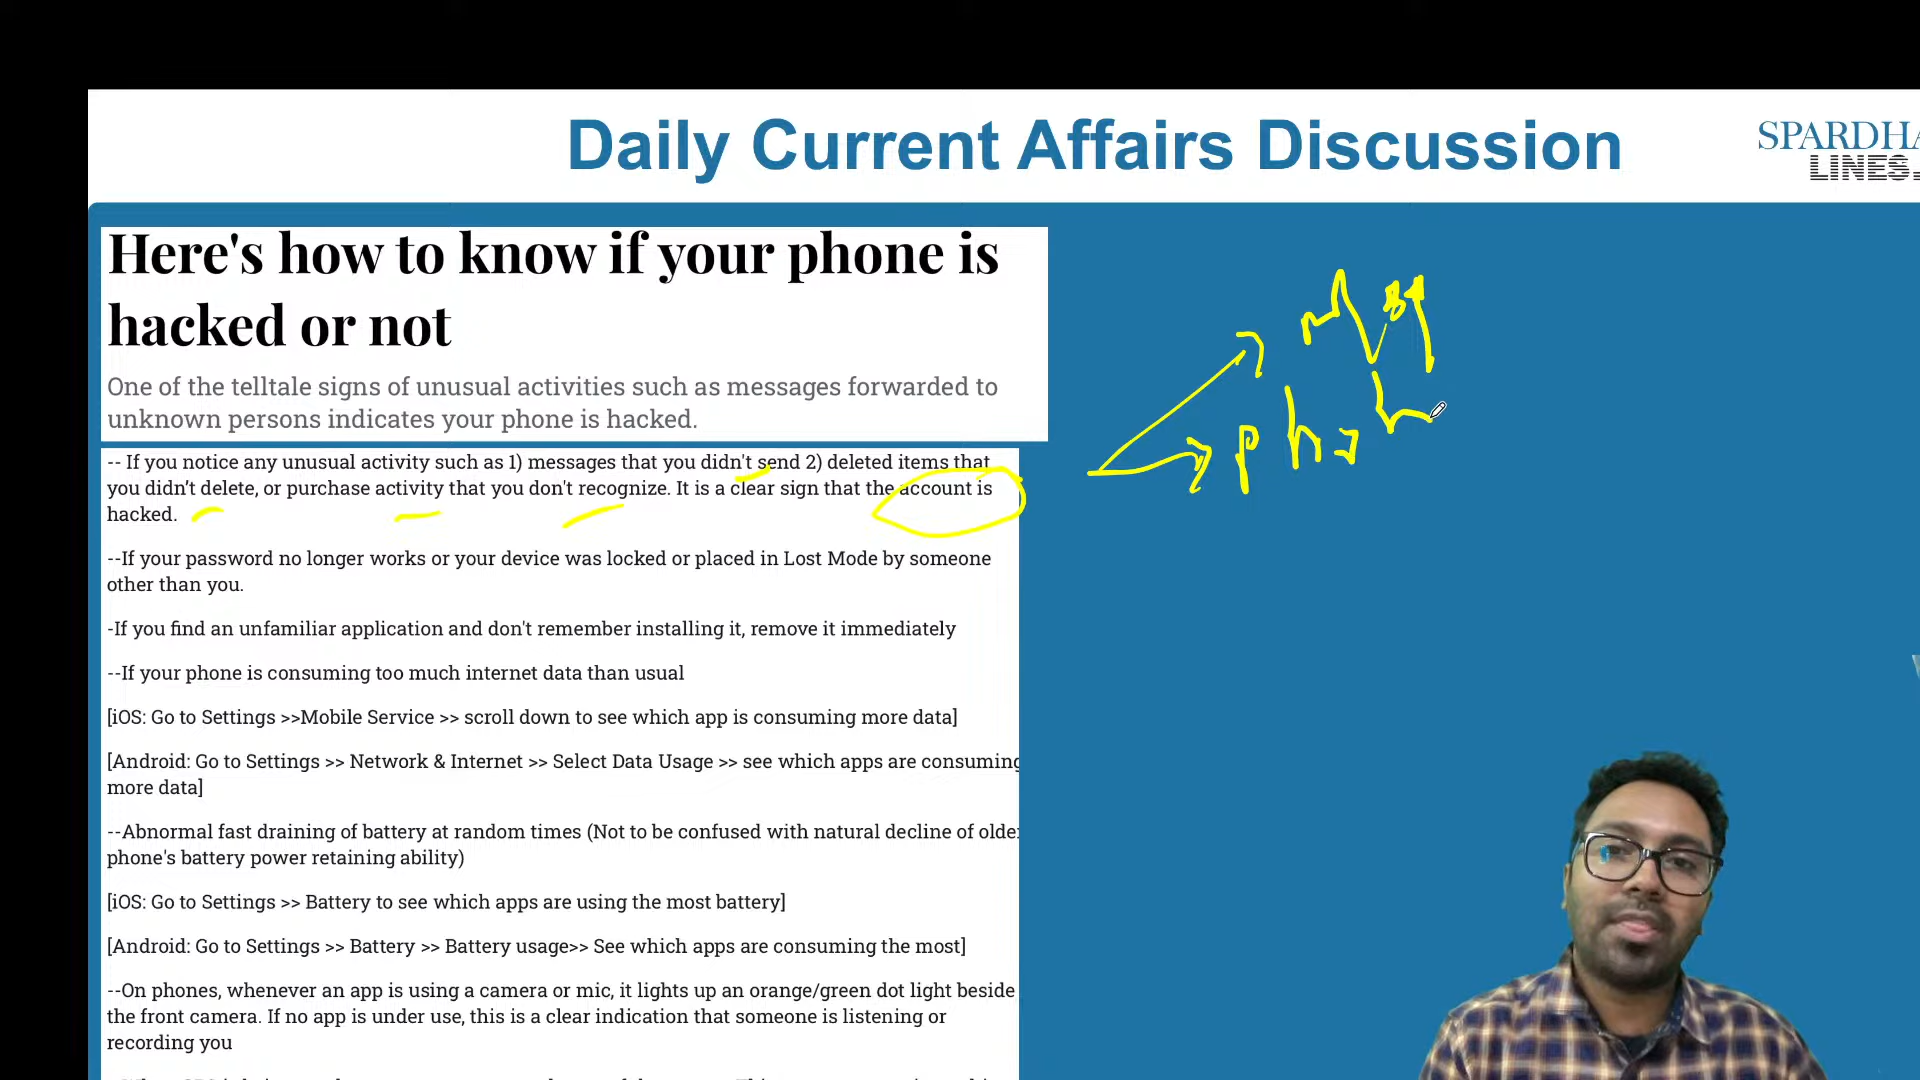 Daily Current Affairs Discussion
SPARDHA
LINES.
Here's how to know if your phone is
hacked or not
One of the telltale signs of unusual activities such as messages forwarded to
unknown persons indicates your phone is hacked.
-- If you notice any unusual activity such as 1) messages that you didn't send 2) deleted items that
you didn’t delete, or purchase activity that you don't recognize. It is a clear sign that the account is
hacked.
--If your password no longer works or your device was locked or placed in Lost Mode by someone
other than you.
-If you find an unfamiliar application and don't remember installing it, remove it immediately
--If your phone is consuming too much internet data than usual
[iOS: Go to Settings >>Mobile Service >> scroll down to see which app is consuming more data]
[Android: Go to Settings >> Network & Internet >> Select Data Usage >> see which apps are consuming
more data]
--Abnormal fast draining of battery at random times (Not to be confused with natural decline of older
phone's battery power retaining ability)
[iOS: Go to Settings >> Battery to see which apps are using the most battery]
[Android: Go to Settings >> Battery >> Battery usage>> See which apps are consuming the most]
--On phones, whenever an app is using a camera or mic, it lights up an orange/green dot light beside
the front camera. If no app is under use, this is a clear indication that someone is listening or
recording you